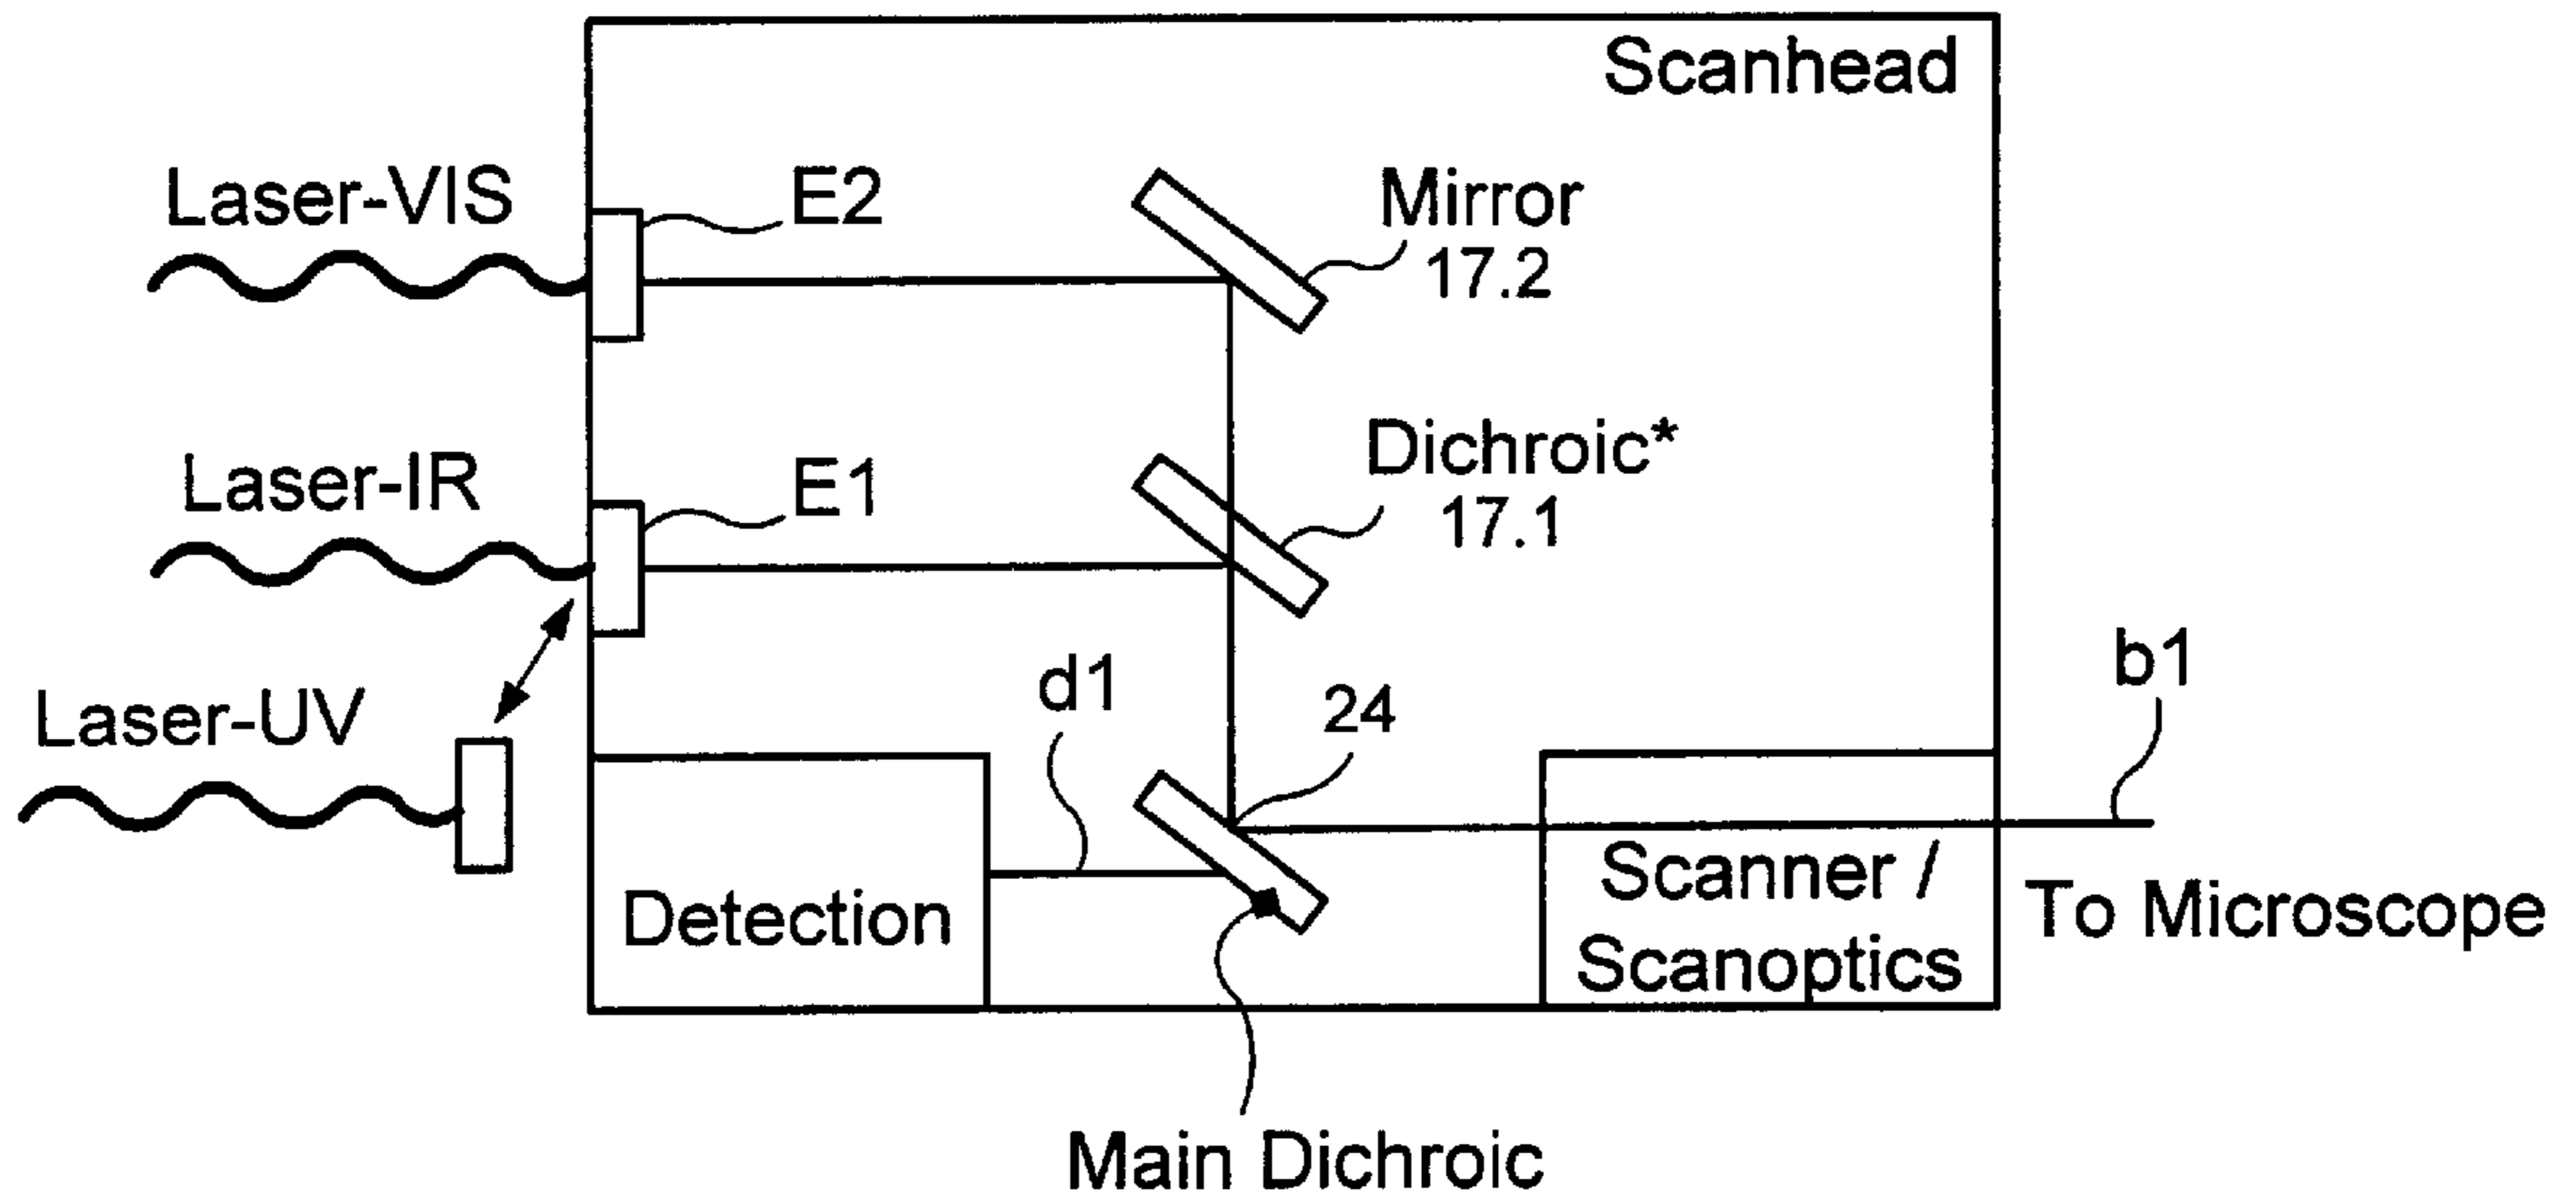 Scanhead
Laser-VIS
E2
Mirror
17.2
Laser-IR
E1
Dichroic*
17.1
Laser-UV
d1
24
b1
Detection
Scanner /
Scanoptics
To Microscope
Main Dichroic